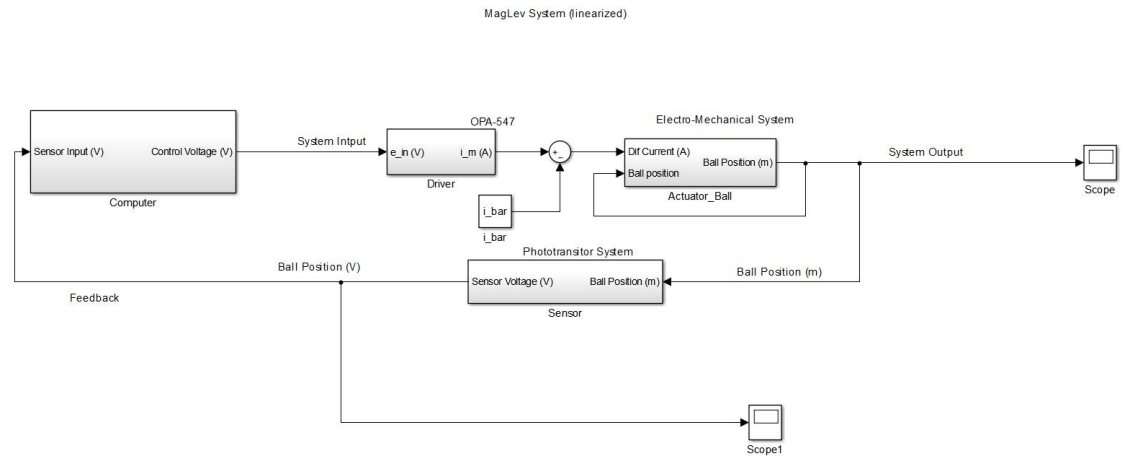 MagLev System (linearized)
OPA-547
Electro-Mechanical System
System Intput
System Output
Sensor Input (V)
Control Voltage (V)
Computer
e_in (V)
i_m (A)
Driver
+
-
Dif Current (A)
Ball position
Ball Position (m)
Actuator_Ball
Scope
i_bar
i_bar
Phototransitor System
Ball Position (V)
Sensor Voltage (V)
Ball Position (m)
Ball Position (m)
Sensor
Feedback
Scope1